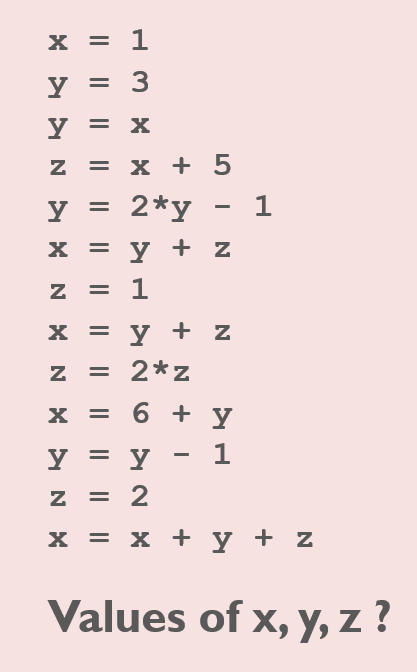 x = 1
y = 3
y = x
z = x + 5
y = 2*y - 1
x = y + z
z = 1
x = y + z
z = 2*z
x = 6 + y
y = y - 1
z = 2
x = x + y + z
Values of x, y, z ?